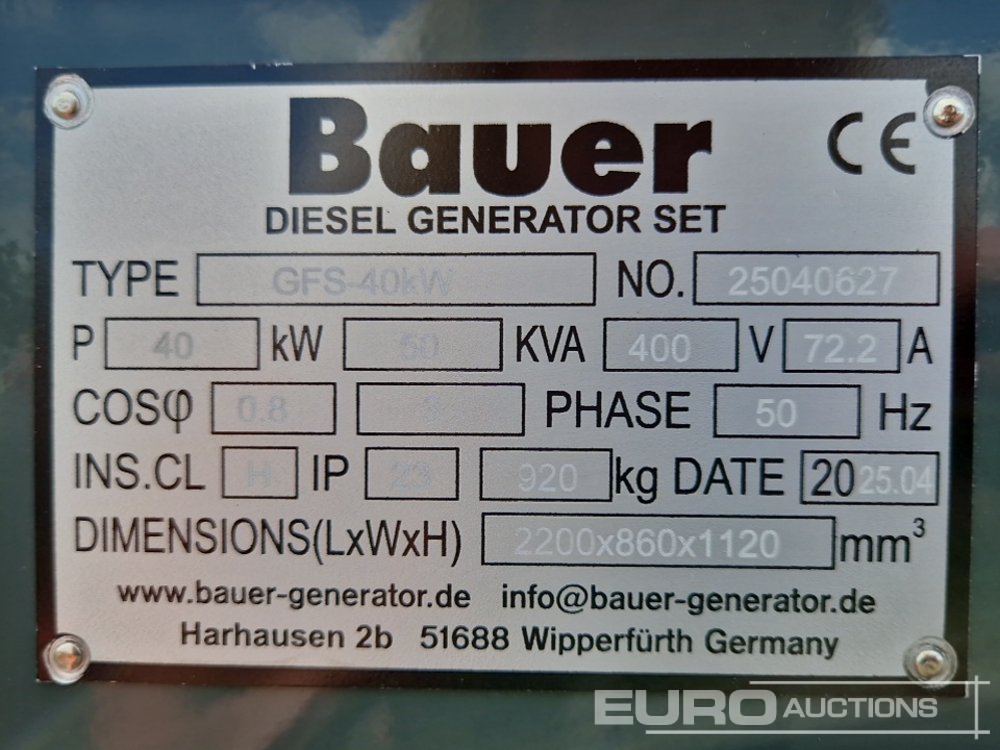 Bauer CE
DIESEL GENERATOR SET
TYPE GFS-40kW NO. 25040627
P 40 kW 50 KVA 400 V 72.2 A
COSφ 0.8 3 PHASE 50 Hz
INS.CL H IP 23 920 kg DATE 2025.04
DIMENSIONS(LxWxH) 2200x860x1120 mm³
www.bauer-generator.de info@bauer-generator.de
Harhausen 2b 51688 Wipperfürth Germany
EURO AUCTIONS